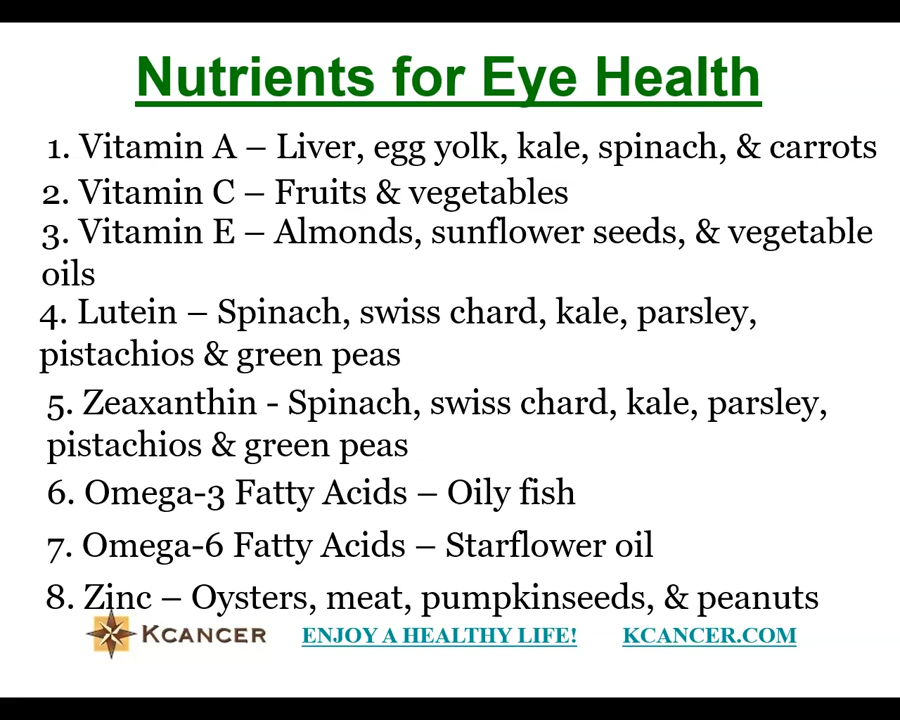 Nutrients for Eye Health
1. Vitamin A – Liver, egg yolk, kale, spinach, & carrots
2. Vitamin C – Fruits & vegetables
3. Vitamin E – Almonds, sunflower seeds, & vegetable
oils
4. Lutein – Spinach, swiss chard, kale, parsley,
pistachios & green peas
5. Zeaxanthin - Spinach, swiss chard, kale, parsley,
pistachios & green peas
6. Omega-3 Fatty Acids – Oily fish
7. Omega-6 Fatty Acids – Starflower oil
8. Zinc – Oysters, meat, pumpkinseeds, & peanuts
KCANCER ENJOY A HEALTHY LIFE! KCANCER.COM